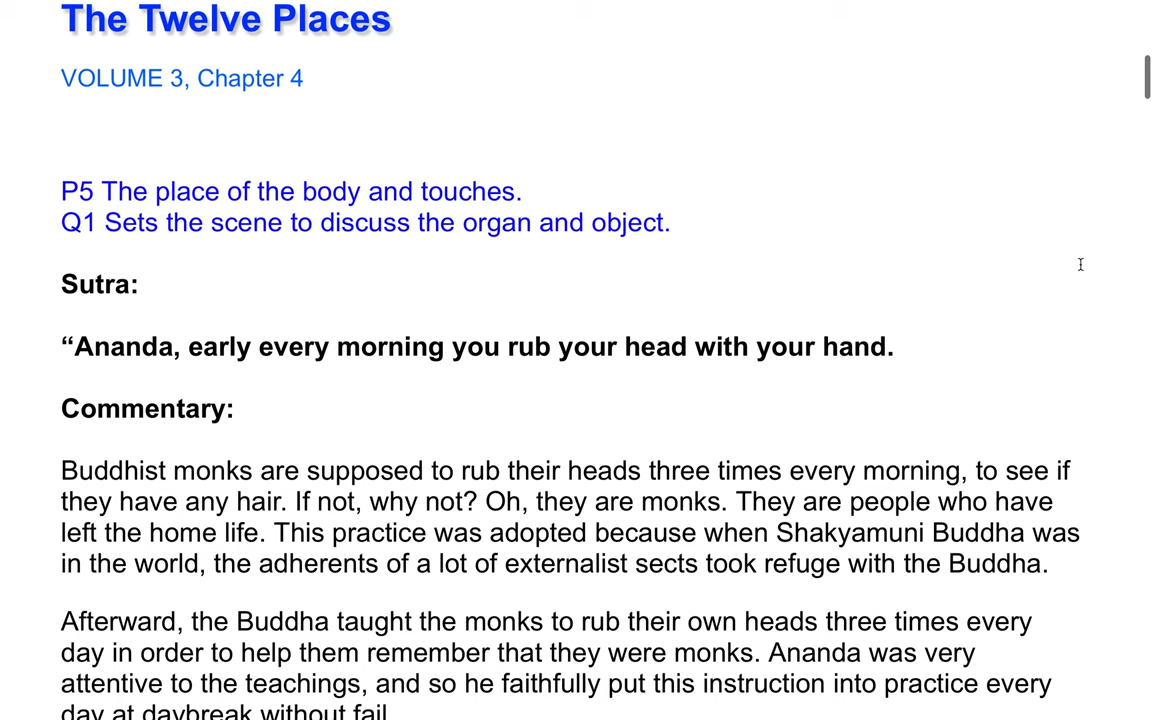 The Twelve Places
VOLUME 3, Chapter 4
P5 The place of the body and touches.
Q1 Sets the scene to discuss the organ and object.
Sutra:
“Ananda, early every morning you rub your head with your hand.
Commentary:
Buddhist monks are supposed to rub their heads three times every morning, to see if
they have any hair. If not, why not? Oh, they are monks. They are people who have
left the home life. This practice was adopted because when Shakyamuni Buddha was
in the world, the adherents of a lot of externalist sects took refuge with the Buddha.
Afterward, the Buddha taught the monks to rub their own heads three times every
day in order to help them remember that they were monks. Ananda was very
attentive to the teachings, and so he faithfully put this instruction into practice every
day at daybreak without fail